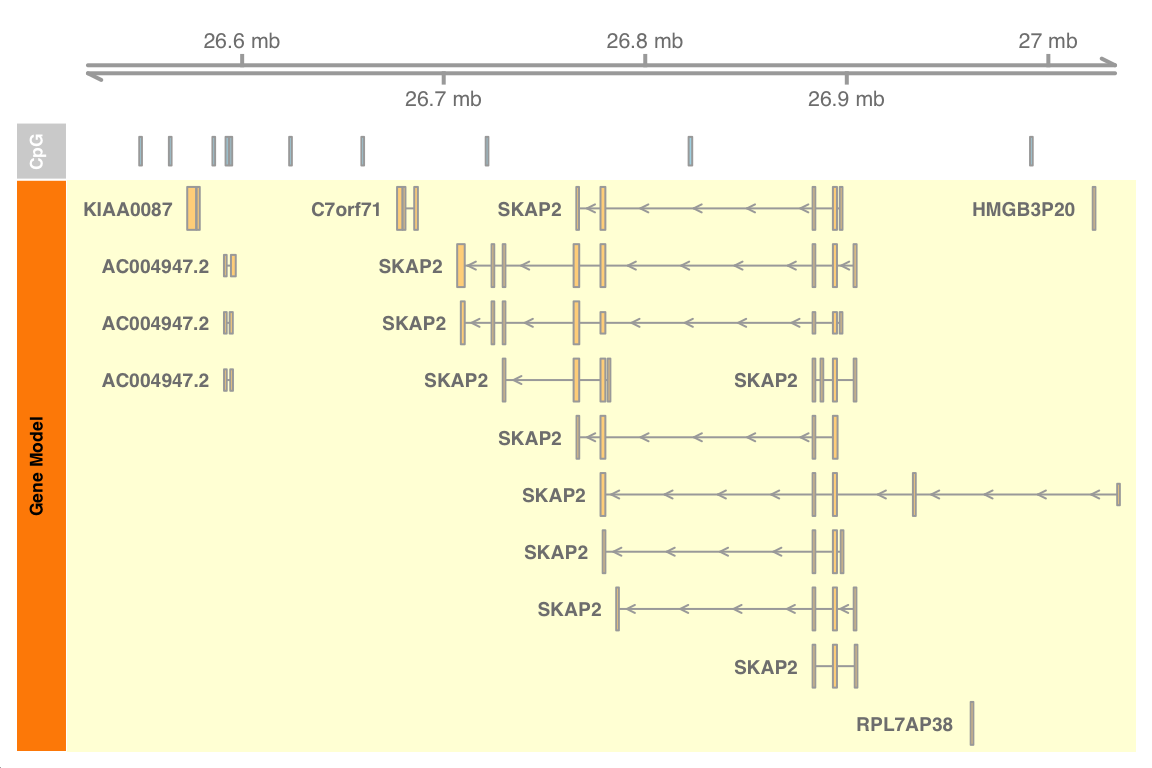 26.6 mb 26.8 mb 27 mb
26.7 mb 26.9 mb
CpG
Gene Model
KIAA0087 C7orf71 SKAP2 HMGB3P20
AC004947.2 SKAP2
AC004947.2 SKAP2
AC004947.2 SKAP2 SKAP2
SKAP2
SKAP2
SKAP2
SKAP2
SKAP2
RPL7AP38